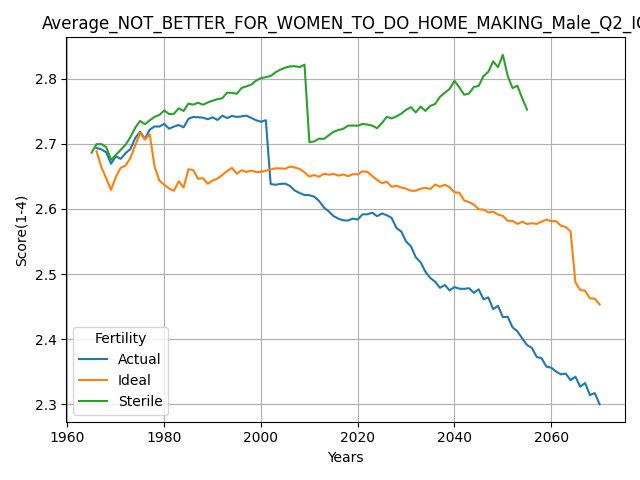 Average_NOT_BETTER_FOR_WOMEN_TO_DO_HOME_MAKING_Male_Q2_IC
2.8
2.7
2.6
2.5
2.4
2.3
Score(1-4)
Fertility
Actual
Ideal
Sterile
1960 1980 2000 2020 2040 2060
Years